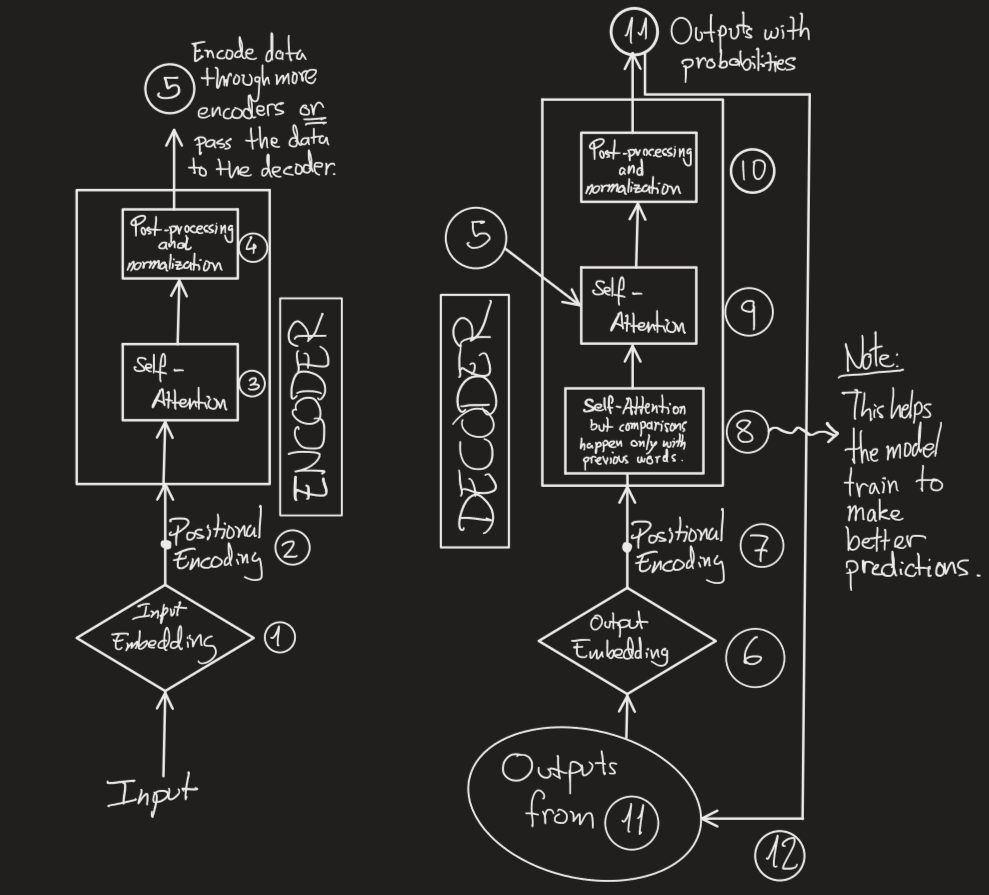 5
Encode data
through more
encoders or
pass the data
to the decoder.
Post-processing
and
normalization
4
Self-
Attention
3
ENCODER
Positional
Encoding
2
Input
Embedding
1
Input
11
Outputs with
probabilities
Post-processing
and
normalization
10
5
Self-
Attention
9
DECODER
Self-Attention
but comparisons
happen only with
previous words.
8
Note:
This helps
the model
train to
make
better
predictions.
Positional
Encoding
7
Output
Embedding
6
Outputs
from 11
12